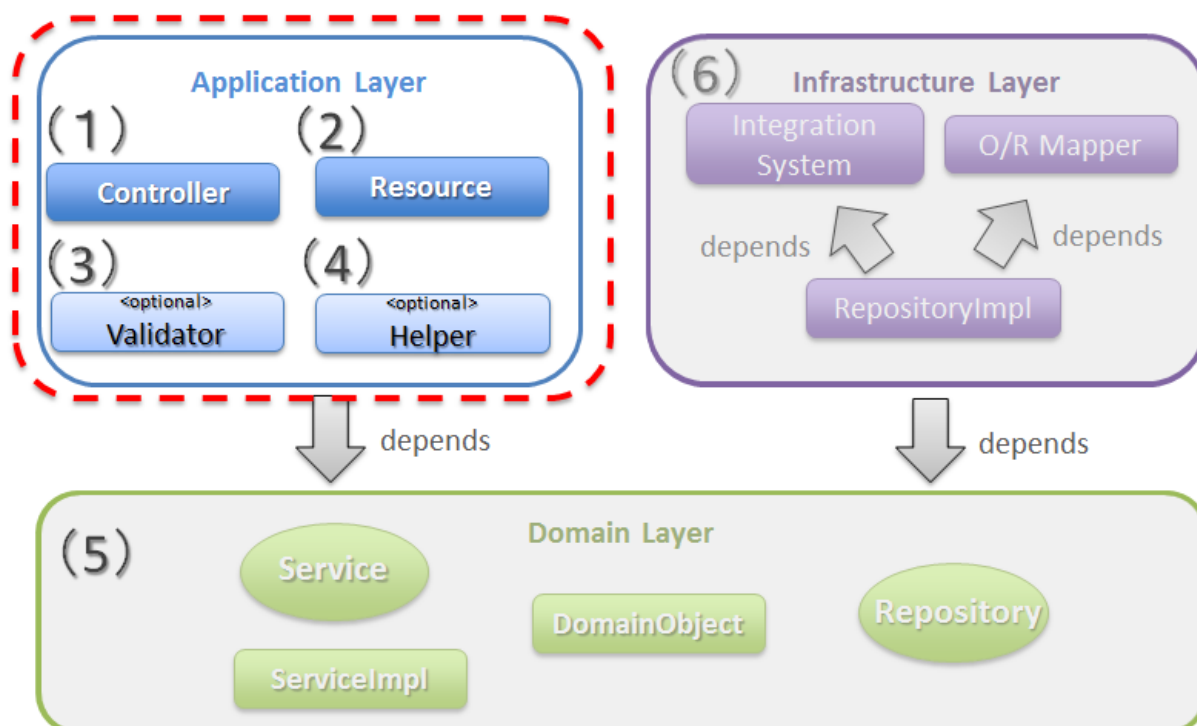 Application Layer
(1)
Controller
(2)
Resource
(3)
<optional>
Validator
(4)
<optional>
Helper
(6)
Infrastructure Layer
Integration
System
O/R Mapper
depends
depends
RepositoryImpl
depends
depends
(5)
Domain Layer
Service
ServiceImpl
DomainObject
Repository